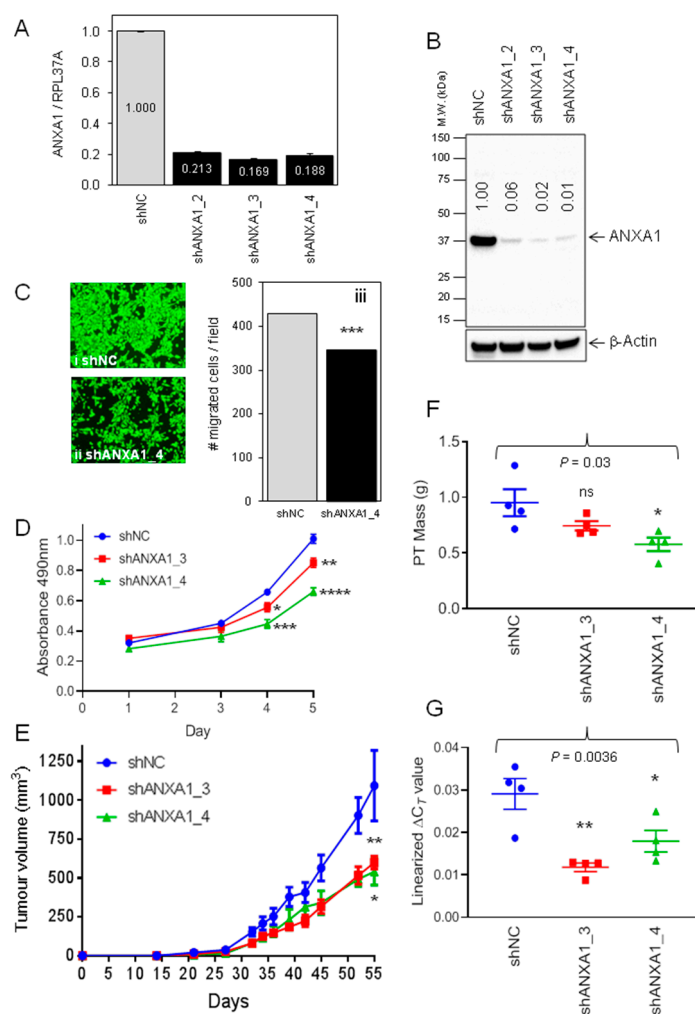 A
ANXA1 / RPL37A
1.0
0.8
0.6
0.4
0.2
0.0
1.000
0.213
0.169
0.188
shNC
shANXA1_2
shANXA1_3
shANXA1_4
B
M.W.(kDa)
shNC
shANXA1_2
shANXA1_3
shANXA1_4
150
100
75
50
37
25
20
15
1.00
0.06
0.02
0.01
ANXA1
β-Actin
C
i shNC
ii shANXA1_4
iii
# migrated cells / field
500
400
300
200
100
0
***
shNC
shANXA1_4
D
Absorbance 490nm
1.0
0.8
0.6
0.4
0.2
0.0
shNC
shANXA1_3
shANXA1_4
**
*
****
***
0
1
3
4
5
Day
E
Tumour volume (mm³)
1250
1000
750
500
250
0
shNC
shANXA1_3
shANXA1_4
**
*
0
5
10
15
20
25
30
35
40
45
50
55
Days
F
PT Mass (g)
1.5
1.0
0.5
0.0
P = 0.03
ns
*
shNC
shANXA1_3
shANXA1_4
G
Linearized ΔCT value
0.04
0.03
0.02
0.01
0.00
P = 0.0036
**
*
shNC
shANXA1_3
shANXA1_4